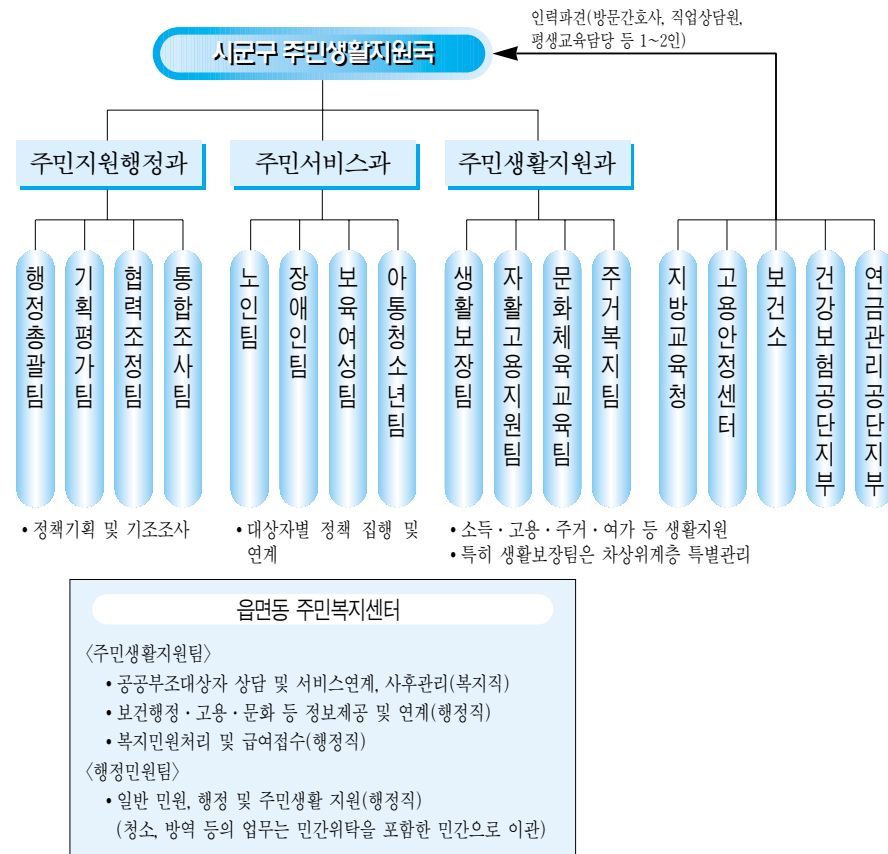 인력파견(방문간호사, 직업상담원,
평생교육담당 등 1~2인)
시군구 주민생활지원국
주민지원행정과
주민서비스과
주민생활지원과
행정총괄팀
기획평가팀
협력조정팀
통합조사팀
노인팀
장애인팀
보육여성팀
아통청소년팀
생활보장팀
자활고용지원팀
문화체육교육팀
주거복지팀
지방교육청
고용안정센터
보건소
건강보험공단지부
연금관리공단지부
• 정책기획 및 기조조사
• 대상자별 정책 집행 및
연계
• 소득·고용·주거·여가 등 생활지원
• 특히 생활보장팀은 차상위계층 특별관리
읍면동 주민복지센터
〈주민생활지원팀〉
• 공공부조대상자 상담 및 서비스연계, 사후관리(복지직)
• 보건행정·고용·문화 등 정보제공 및 연계(행정직)
• 복지민원처리 및 급여접수(행정직)
〈행정민원팀〉
• 일반 민원, 행정 및 주민생활 지원(행정직)
(청소, 방역 등의 업무는 민간위탁을 포함한 민간으로 이관)